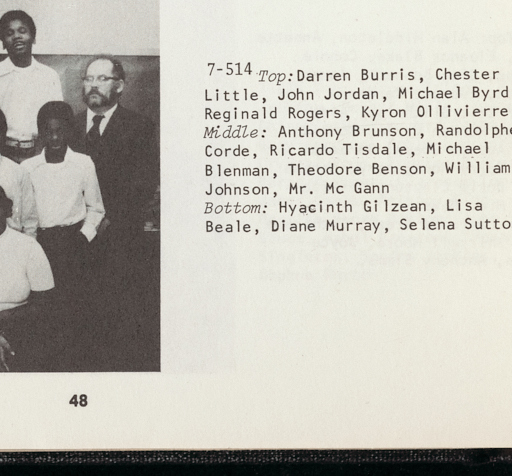 7-514 Top:Darren Burris, Chester
Little, John Jordan, Michael Byrd
Reginald Rogers, Kyron Ollivierre
Middle: Anthony Brunson, Randolphe
Corde, Ricardo Tisdale, Michael
Blenman, Theodore Benson, William
Johnson, Mr. Mc Gann
Bottom: Hyacinth Gilzean, Lisa
Beale, Diane Murray, Selena Sutto
48